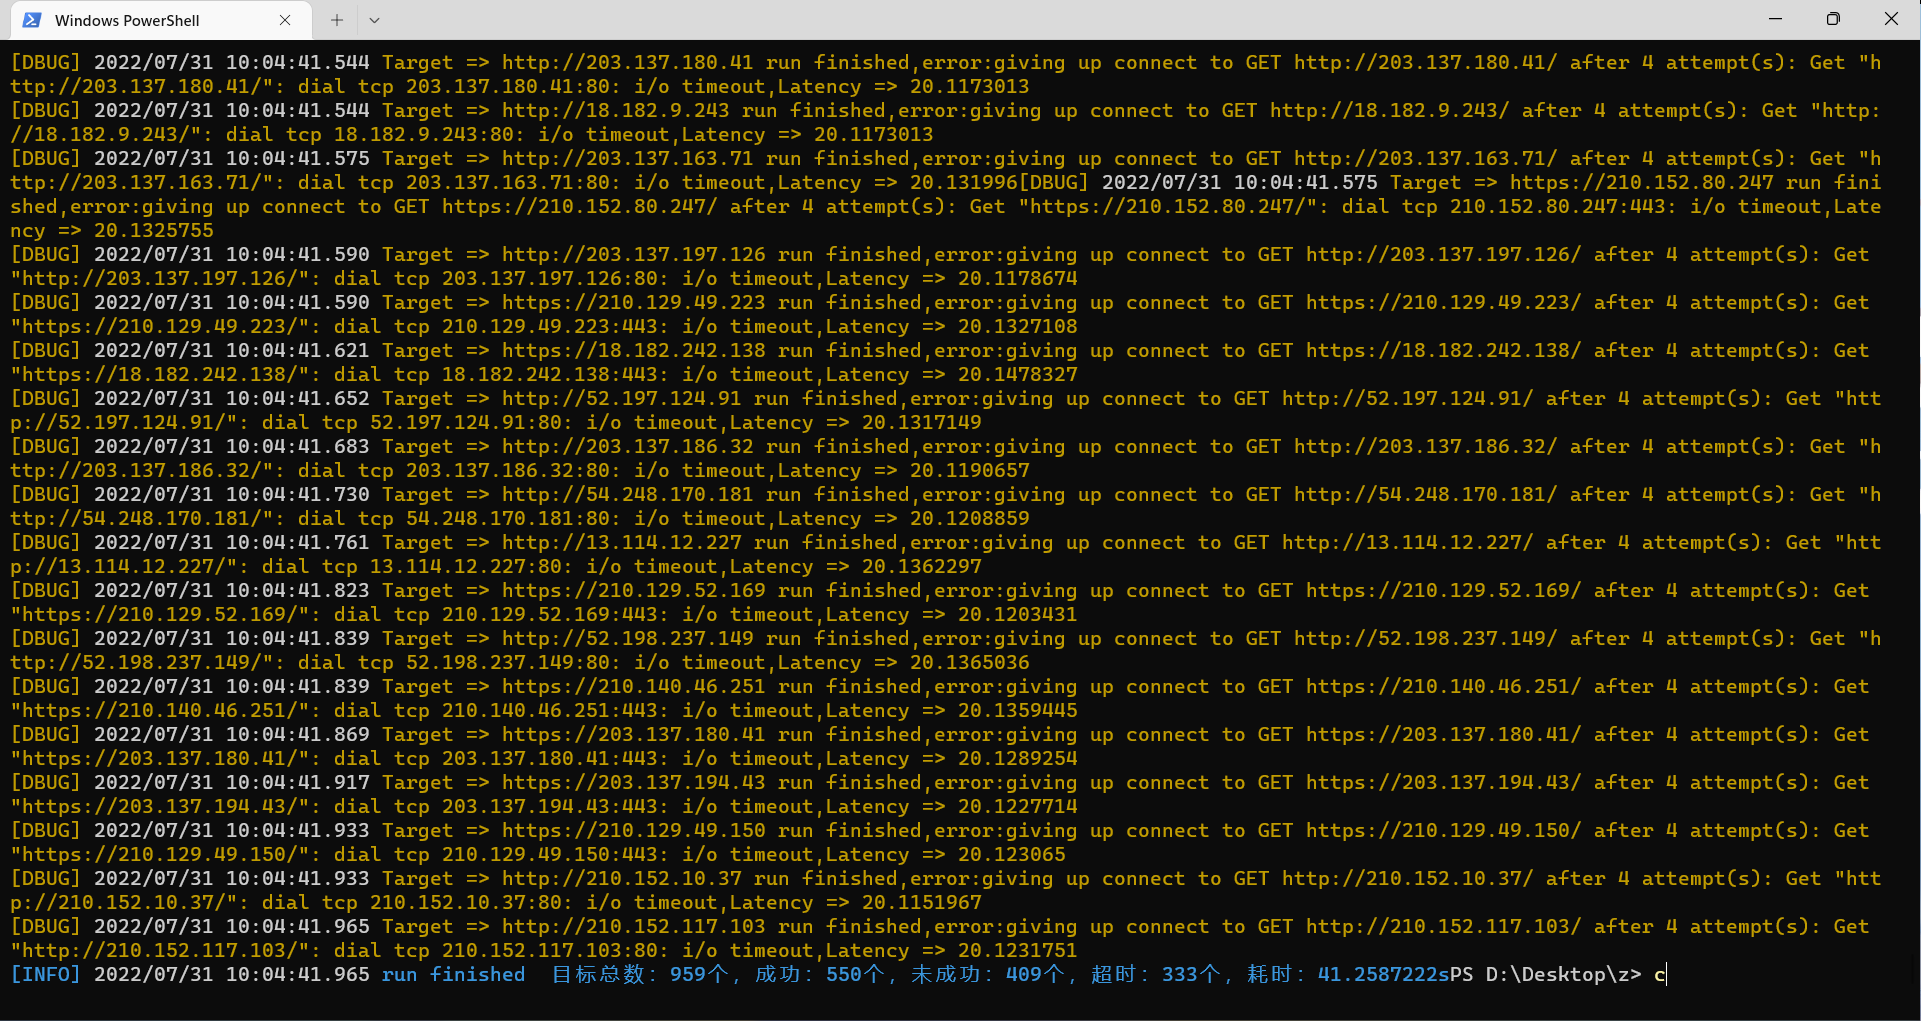 Windows PowerShell
[DBUG] 2022/07/31 10:04:41.544 Target => http://203.137.180.41 run finished,error:giving up connect to GET http://203.137.180.41/ after 4 attempt(s): Get "h
ttp://203.137.180.41/": dial tcp 203.137.180.41:80: i/o timeout,Latency => 20.1173013
[DBUG] 2022/07/31 10:04:41.544 Target => http://18.182.9.243 run finished,error:giving up connect to GET http://18.182.9.243/ after 4 attempt(s): Get "http:
//18.182.9.243/": dial tcp 18.182.9.243:80: i/o timeout,Latency => 20.1173013
[DBUG] 2022/07/31 10:04:41.575 Target => http://203.137.163.71 run finished,error:giving up connect to GET http://203.137.163.71/ after 4 attempt(s): Get "h
ttp://203.137.163.71/": dial tcp 203.137.163.71:80: i/o timeout,Latency => 20.131996[DBUG] 2022/07/31 10:04:41.575 Target => https://210.152.80.247 run fini
shed,error:giving up connect to GET https://210.152.80.247/ after 4 attempt(s): Get "https://210.152.80.247/": dial tcp 210.152.80.247:443: i/o timeout,Late
ncy => 20.1325755
[DBUG] 2022/07/31 10:04:41.590 Target => http://203.137.197.126 run finished,error:giving up connect to GET http://203.137.197.126/ after 4 attempt(s): Get
"http://203.137.197.126/": dial tcp 203.137.197.126:80: i/o timeout,Latency => 20.1178674
[DBUG] 2022/07/31 10:04:41.590 Target => https://210.129.49.223 run finished,error:giving up connect to GET https://210.129.49.223/ after 4 attempt(s): Get
"https://210.129.49.223/": dial tcp 210.129.49.223:443: i/o timeout,Latency => 20.1327108
[DBUG] 2022/07/31 10:04:41.621 Target => https://18.182.242.138 run finished,error:giving up connect to GET https://18.182.242.138/ after 4 attempt(s): Get
"https://18.182.242.138/": dial tcp 18.182.242.138:443: i/o timeout,Latency => 20.1478327
[DBUG] 2022/07/31 10:04:41.652 Target => http://52.197.124.91 run finished,error:giving up connect to GET http://52.197.124.91/ after 4 attempt(s): Get "htt
p://52.197.124.91/": dial tcp 52.197.124.91:80: i/o timeout,Latency => 20.1317149
[DBUG] 2022/07/31 10:04:41.683 Target => http://203.137.186.32 run finished,error:giving up connect to GET http://203.137.186.32/ after 4 attempt(s): Get "h
ttp://203.137.186.32/": dial tcp 203.137.186.32:80: i/o timeout,Latency => 20.1190657
[DBUG] 2022/07/31 10:04:41.730 Target => http://54.248.170.181 run finished,error:giving up connect to GET http://54.248.170.181/ after 4 attempt(s): Get "h
ttp://54.248.170.181/": dial tcp 54.248.170.181:80: i/o timeout,Latency => 20.1208859
[DBUG] 2022/07/31 10:04:41.761 Target => http://13.114.12.227 run finished,error:giving up connect to GET http://13.114.12.227/ after 4 attempt(s): Get "htt
p://13.114.12.227/": dial tcp 13.114.12.227:80: i/o timeout,Latency => 20.1362297
[DBUG] 2022/07/31 10:04:41.823 Target => https://210.129.52.169 run finished,error:giving up connect to GET https://210.129.52.169/ after 4 attempt(s): Get
"https://210.129.52.169/": dial tcp 210.129.52.169:443: i/o timeout,Latency => 20.1203431
[DBUG] 2022/07/31 10:04:41.839 Target => http://52.198.237.149 run finished,error:giving up connect to GET http://52.198.237.149/ after 4 attempt(s): Get "h
ttp://52.198.237.149/": dial tcp 52.198.237.149:80: i/o timeout,Latency => 20.1365036
[DBUG] 2022/07/31 10:04:41.839 Target => https://210.140.46.251 run finished,error:giving up connect to GET https://210.140.46.251/ after 4 attempt(s): Get
"https://210.140.46.251/": dial tcp 210.140.46.251:443: i/o timeout,Latency => 20.1359445
[DBUG] 2022/07/31 10:04:41.869 Target => https://203.137.180.41 run finished,error:giving up connect to GET https://203.137.180.41/ after 4 attempt(s): Get
"https://203.137.180.41/": dial tcp 203.137.180.41:443: i/o timeout,Latency => 20.1289254
[DBUG] 2022/07/31 10:04:41.917 Target => https://203.137.194.43 run finished,error:giving up connect to GET https://203.137.194.43/ after 4 attempt(s): Get
"https://203.137.194.43/": dial tcp 203.137.194.43:443: i/o timeout,Latency => 20.1227714
[DBUG] 2022/07/31 10:04:41.933 Target => https://210.129.49.150 run finished,error:giving up connect to GET https://210.129.49.150/ after 4 attempt(s): Get
"https://210.129.49.150/": dial tcp 210.129.49.150:443: i/o timeout,Latency => 20.123065
[DBUG] 2022/07/31 10:04:41.933 Target => http://210.152.10.37 run finished,error:giving up connect to GET http://210.152.10.37/ after 4 attempt(s): Get "htt
p://210.152.10.37/": dial tcp 210.152.10.37:80: i/o timeout,Latency => 20.1151967
[DBUG] 2022/07/31 10:04:41.965 Target => http://210.152.117.103 run finished,error:giving up connect to GET http://210.152.117.103/ after 4 attempt(s): Get
"http://210.152.117.103/": dial tcp 210.152.117.103:80: i/o timeout,Latency => 20.1231751
[INFO] 2022/07/31 10:04:41.965 run finished  目标总数: 959个, 成功: 550个, 未成功: 409个, 超时: 333个, 耗时: 41.2587222sPS D:\Desktop\z> c